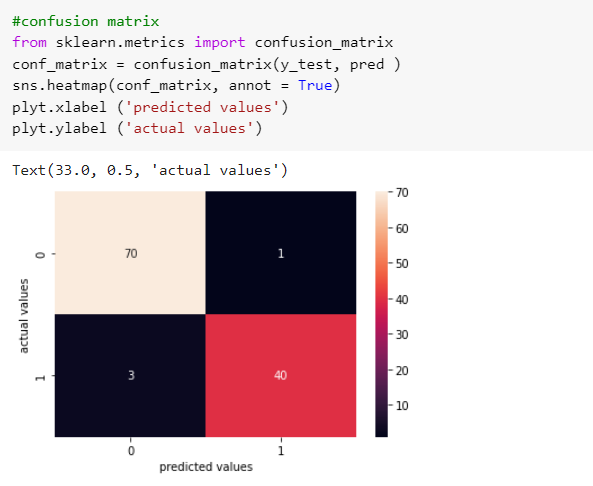 #confusion matrix
from sklearn.metrics import confusion_matrix
conf_matrix = confusion_matrix(y_test, pred )
sns.heatmap(conf_matrix, annot = True)
plyt.xlabel ('predicted values')
plyt.ylabel ('actual values')
Text(33.0, 0.5, 'actual values')
70
60
50
40
30
20
10
actual values
0
70
1
1
3
40
0
1
predicted values